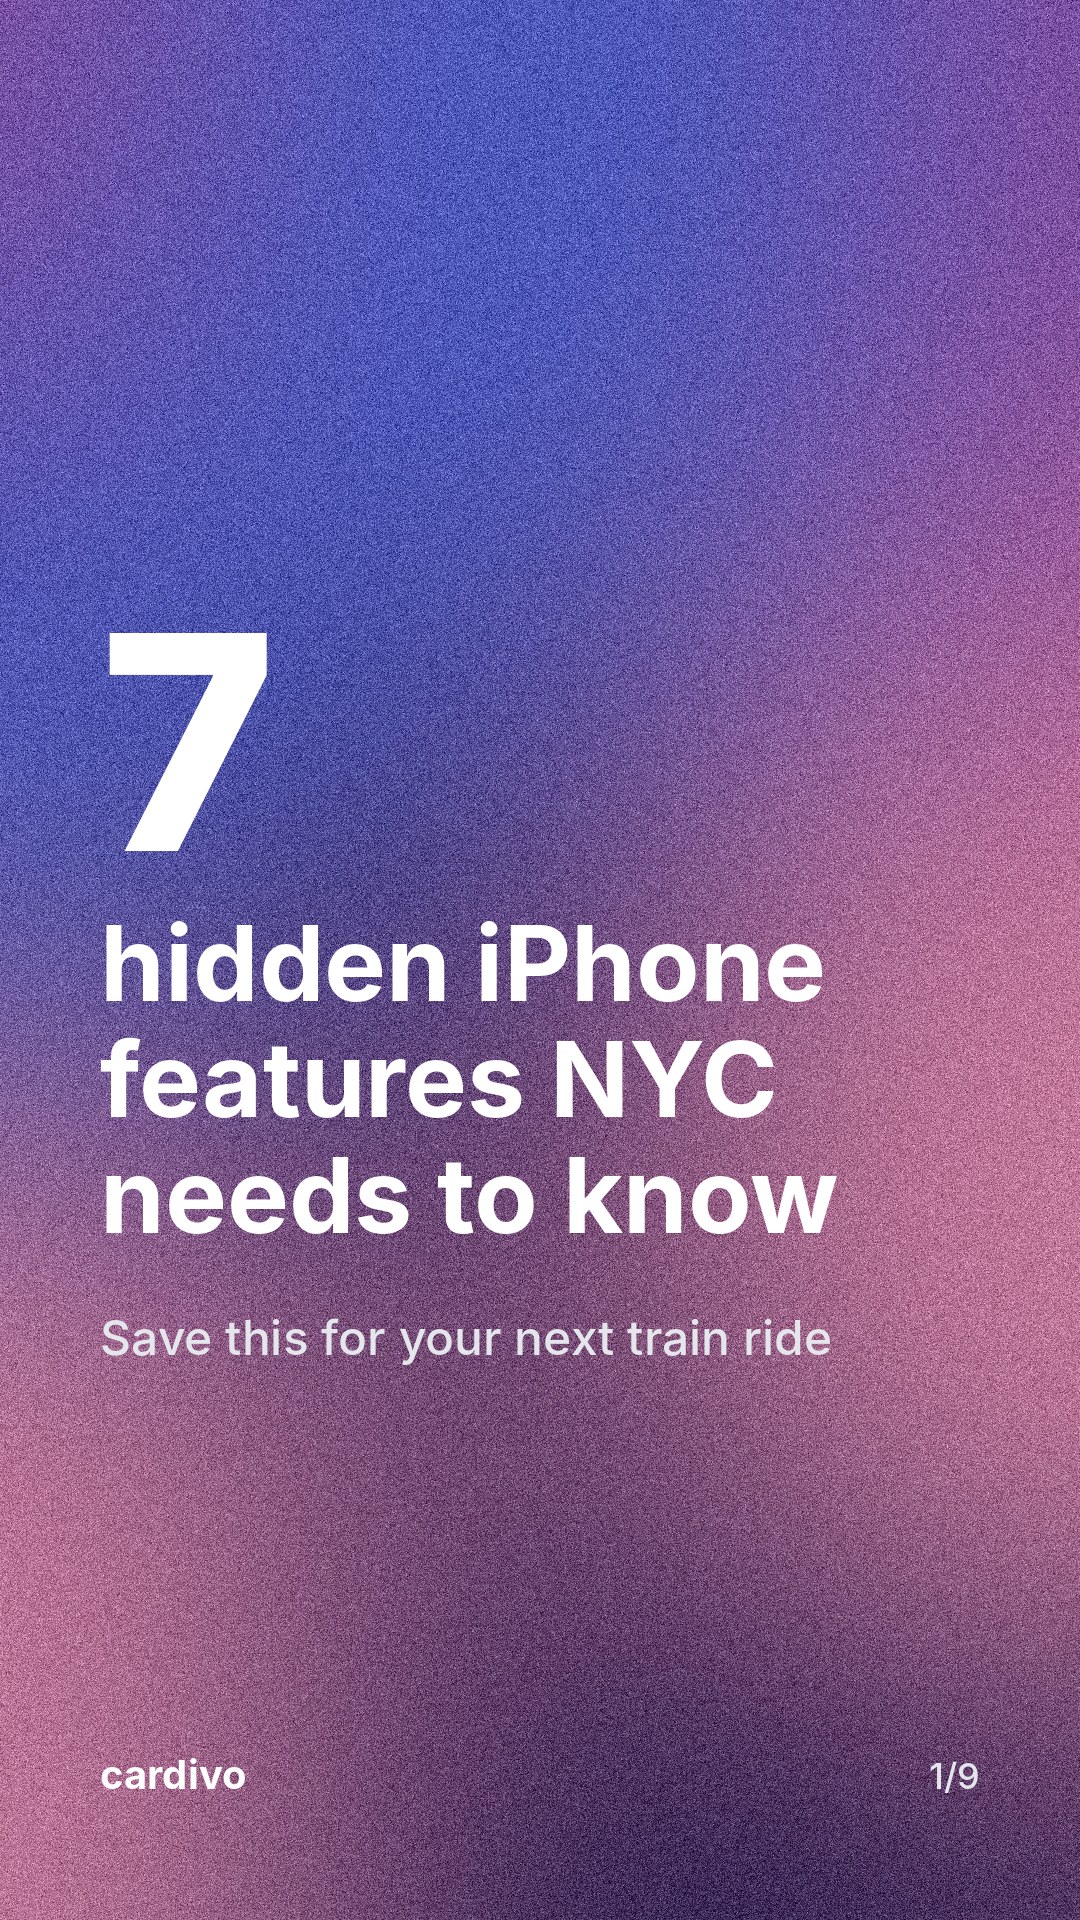 7
hidden iPhone
features NYC
needs to know
Save this for your next train ride
cardivo
1/9